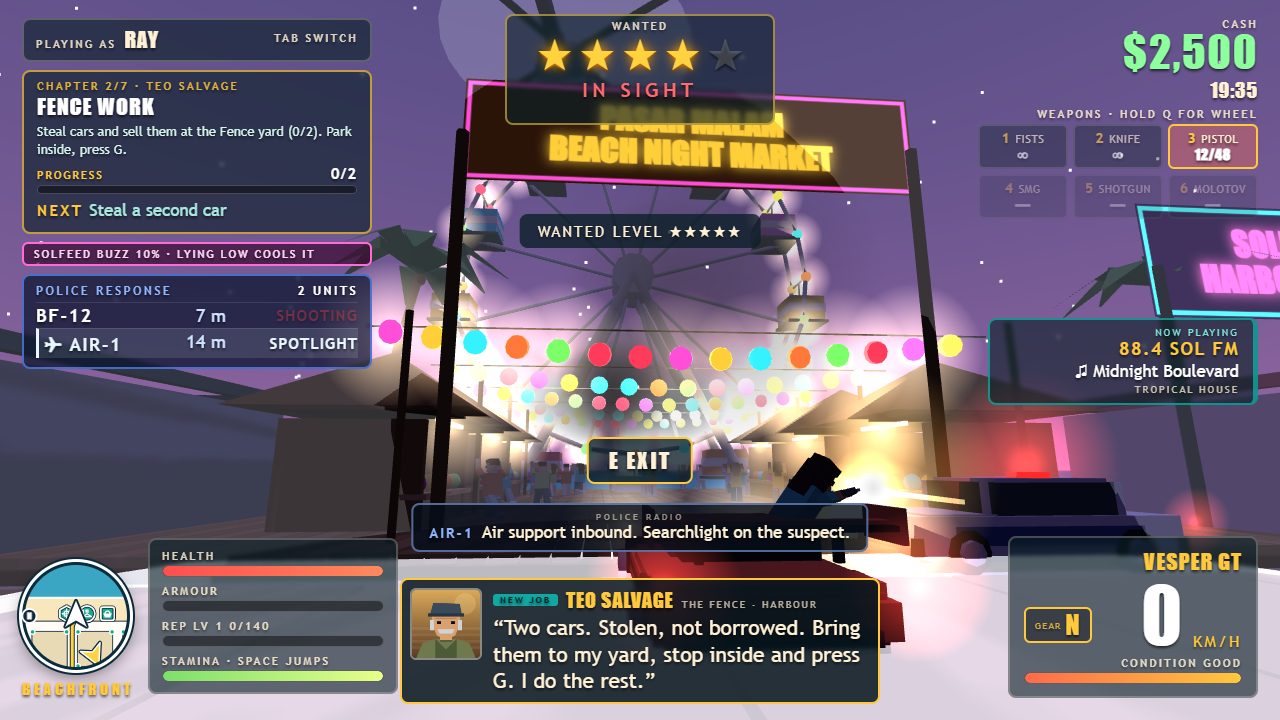 PLAYING AS RAY TAB SWITCH
CHAPTER 2/7 · TEO SALVAGE
FENCE WORK
Steal cars and sell them at the Fence yard (0/2). Park
inside, press G.
PROGRESS 0/2
NEXT Steal a second car
SOLFEED BUZZ 10% · LYING LOW COOLS IT
POLICE RESPONSE 2 UNITS
BF-12 7 m SHOOTING
AIR-1 14 m SPOTLIGHT
WANTED
IN SIGHT
PASAR MALAM
BEACH NIGHT MARKET
WANTED LEVEL ★★★★★
CASH
$2,500
19:35
WEAPONS · HOLD Q FOR WHEEL
1 FISTS
∞
2 KNIFE
∞
3 PISTOL
12/48
4 SMG
—
5 SHOTGUN
—
6 MOLOTOV
—
NOW PLAYING
88.4 SOL FM
♫ Midnight Boulevard
TROPICAL HOUSE
E EXIT
POLICE RADIO
AIR-1 Air support inbound. Searchlight on the suspect.
NEW JOB TEO SALVAGE THE FENCE · HARBOUR
“Two cars. Stolen, not borrowed. Bring
them to my yard, stop inside and press
G. I do the rest.”
BEACHFRONT
HEALTH
ARMOUR
REP LV 1 0/140
STAMINA · SPACE JUMPS
VESPER GT
GEAR N
0 KM/H
CONDITION GOOD